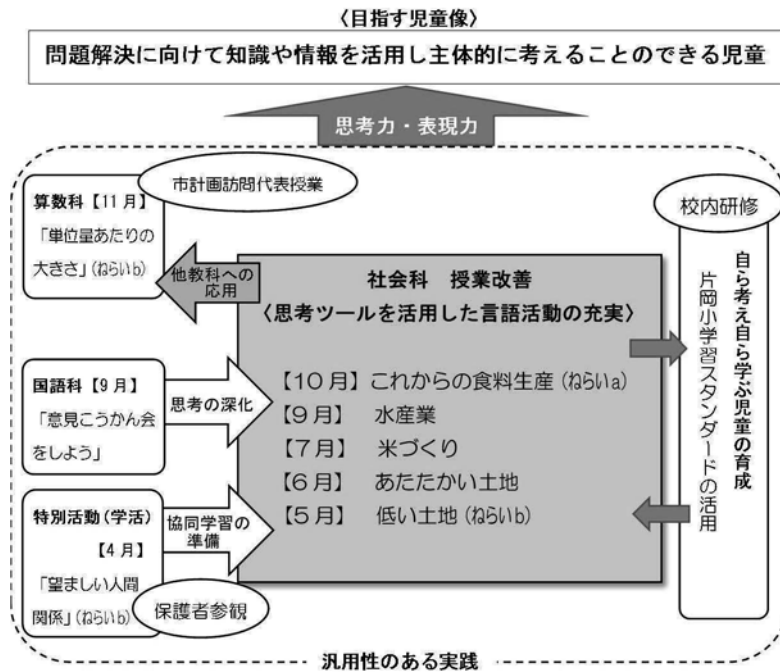 〈目指す児童像〉
問題解決に向けて知識や情報を活用し主体的に考えることのできる児童
思考力・表現力
市計画訪問代表授業
算数科【11月】
「単位量あたりの
大きさ」(ねらいb)
他教科への
応用
国語科【9月】
「意見こうかん会
をしよう」
思考の深化
特別活動(学活)
【4月】
「望ましい人間
関係」(ねらいb)
協同学習の
準備
保護者参観
社会科 授業改善
〈思考ツールを活用した言語活動の充実〉
【10月】これからの食料生産(ねらいa)
【9月】 水産業
【7月】 米づくり
【6月】 あたたかい土地
【5月】 低い土地(ねらいb)
校内研修
自ら考え自ら学ぶ児童の育成
片岡小学習スタンダードの活用
汎用性のある実践